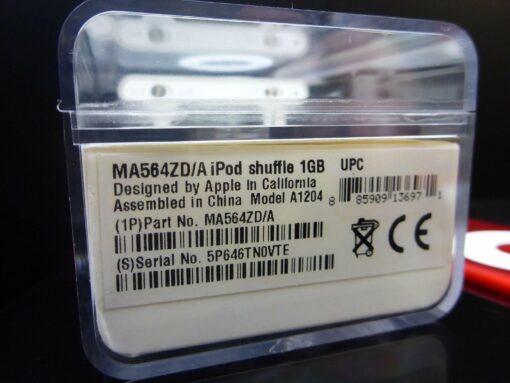 MA564ZD/A iPod shuffle 1GB UPC
Designed by Apple in California
Assembled in China Model A1204
8 85909 13697 1
(1P)Part No. MA564ZD/A
(S)Serial No. 5P646TN0VTE
CE